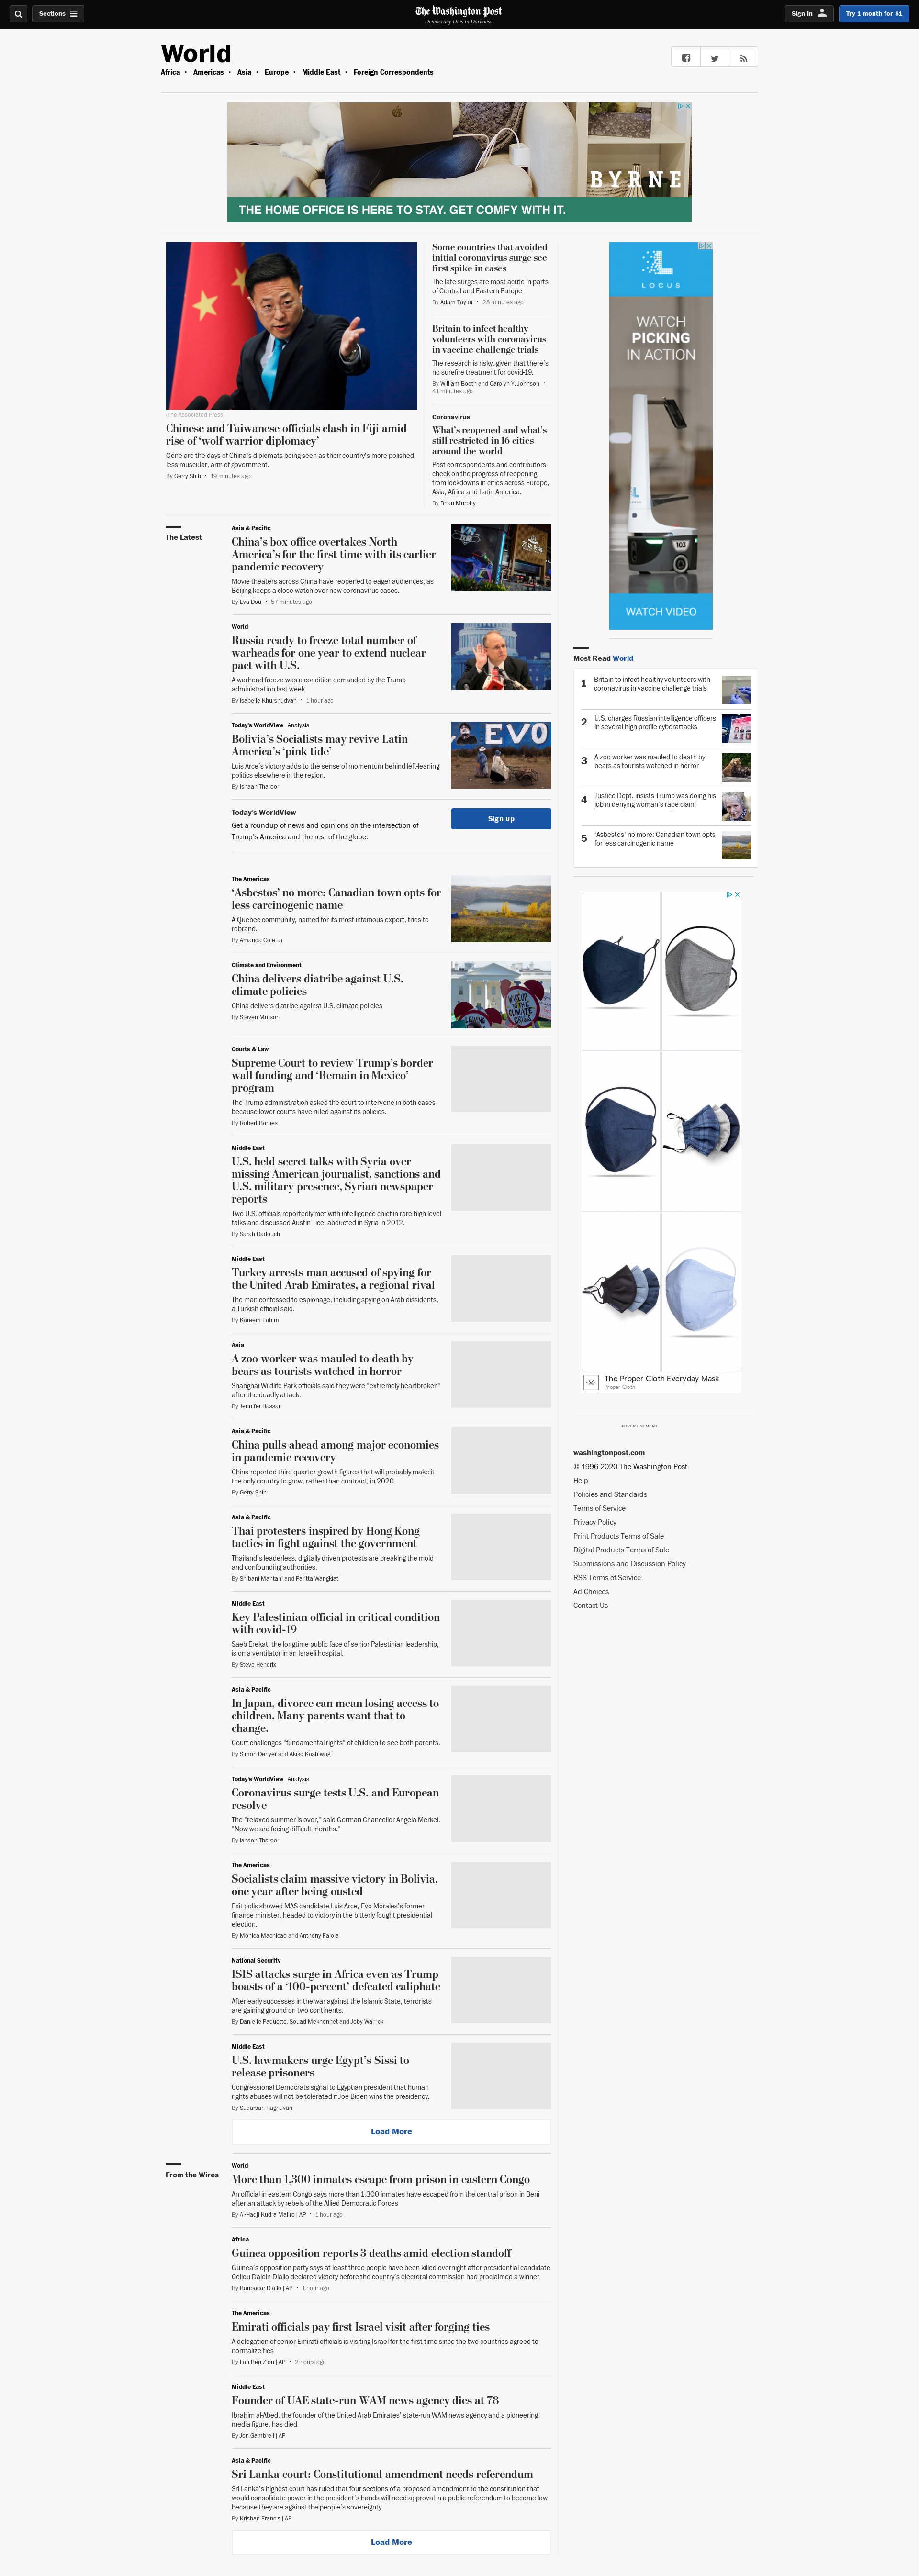 Sections
The Washington Post
Democracy Dies in Darkness
Sign In
Try 1 month for $1
World
Africa • Americas • Asia • Europe • Middle East • Foreign Correspondents
BYRNE
THE HOME OFFICE IS HERE TO STAY. GET COMFY WITH IT.
(The Associated Press)
Chinese and Taiwanese officials clash in Fiji amid
rise of ‘wolf warrior diplomacy’
Gone are the days of China's diplomats being seen as their country's more polished,
less muscular, arm of government.
By Gerry Shih • 19 minutes ago
Some countries that avoided
initial coronavirus surge see
first spike in cases
The late surges are most acute in parts
of Central and Eastern Europe
By Adam Taylor • 28 minutes ago
Britain to infect healthy
volunteers with coronavirus
in vaccine challenge trials
The research is risky, given that there's
no surefire treatment for covid-19.
By William Booth and Carolyn Y. Johnson •
41 minutes ago
Coronavirus
What’s reopened and what’s
still restricted in 16 cities
around the world
Post correspondents and contributors
check on the progress of reopening
from lockdowns in cities across Europe,
Asia, Africa and Latin America.
By Brian Murphy
The Latest
Asia & Pacific
China’s box office overtakes North
America’s for the first time with its earlier
pandemic recovery
Movie theaters across China have reopened to eager audiences, as
Beijing keeps a close watch over new coronavirus cases.
By Eva Dou • 57 minutes ago
World
Russia ready to freeze total number of
warheads for one year to extend nuclear
pact with U.S.
A warhead freeze was a condition demanded by the Trump
administration last week.
By Isabelle Khurshudyan • 1 hour ago
Today's WorldView Analysis
Bolivia’s Socialists may revive Latin
America’s ‘pink tide’
Luis Arce's victory adds to the sense of momentum behind left-leaning
politics elsewhere in the region.
By Ishaan Tharoor
EVO
Today’s WorldView
Get a roundup of news and opinions on the intersection of
Trump's America and the rest of the globe.
Sign up
The Americas
‘Asbestos’ no more: Canadian town opts for
less carcinogenic name
A Quebec community, named for its most infamous export, tries to
rebrand.
By Amanda Coletta
Climate and Environment
China delivers diatribe against U.S.
climate policies
China delivers diatribe against U.S. climate policies
By Steven Mufson
Courts & Law
Supreme Court to review Trump’s border
wall funding and ‘Remain in Mexico’
program
The Trump administration asked the court to intervene in both cases
because lower courts have ruled against its policies.
By Robert Barnes
Middle East
U.S. held secret talks with Syria over
missing American journalist, sanctions and
U.S. military presence, Syrian newspaper
reports
Two U.S. officials reportedly met with intelligence chief in rare high-level
talks and discussed Austin Tice, abducted in Syria in 2012.
By Sarah Dadouch
Middle East
Turkey arrests man accused of spying for
the United Arab Emirates, a regional rival
The man confessed to espionage, including spying on Arab dissidents,
a Turkish official said.
By Kareem Fahim
Asia
A zoo worker was mauled to death by
bears as tourists watched in horror
Shanghai Wildlife Park officials said they were "extremely heartbroken"
after the deadly attack.
By Jennifer Hassan
Asia & Pacific
China pulls ahead among major economies
in pandemic recovery
China reported third-quarter growth figures that will probably make it
the only country to grow, rather than contract, in 2020.
By Gerry Shih
Asia & Pacific
Thai protesters inspired by Hong Kong
tactics in fight against the government
Thailand's leaderless, digitally driven protests are breaking the mold
and confounding authorities.
By Shibani Mahtani and Paritta Wangkiat
Middle East
Key Palestinian official in critical condition
with covid-19
Saeb Erekat, the longtime public face of senior Palestinian leadership,
is on a ventilator in an Israeli hospital.
By Steve Hendrix
Asia & Pacific
In Japan, divorce can mean losing access to
children. Many parents want that to
change.
Court challenges “fundamental rights” of children to see both parents.
By Simon Denyer and Akiko Kashiwagi
Today's WorldView Analysis
Coronavirus surge tests U.S. and European
resolve
The "relaxed summer is over," said German Chancellor Angela Merkel.
"Now we are facing difficult months."
By Ishaan Tharoor
The Americas
Socialists claim massive victory in Bolivia,
one year after being ousted
Exit polls showed MAS candidate Luis Arce, Evo Morales's former
finance minister, headed to victory in the bitterly fought presidential
election.
By Monica Machicao and Anthony Faiola
National Security
ISIS attacks surge in Africa even as Trump
boasts of a ‘100-percent’ defeated caliphate
After early successes in the war against the Islamic State, terrorists
are gaining ground on two continents.
By Danielle Paquette, Souad Mekhennet and Joby Warrick
Middle East
U.S. lawmakers urge Egypt’s Sissi to
release prisoners
Congressional Democrats signal to Egyptian president that human
rights abuses will not be tolerated if Joe Biden wins the presidency.
By Sudarsan Raghavan
Load More
From the Wires
World
More than 1,300 inmates escape from prison in eastern Congo
An official in eastern Congo says more than 1,300 inmates have escaped from the central prison in Beni
after an attack by rebels of the Allied Democratic Forces
By Al-Hadji Kudra Maliro | AP • 1 hour ago
Africa
Guinea opposition reports 3 deaths amid election standoff
Guinea's opposition party says at least three people have been killed overnight after presidential candidate
Cellou Dalein Diallo declared victory before the country's electoral commission had proclaimed a winner
By Boubacar Diallo | AP • 1 hour ago
The Americas
Emirati officials pay first Israel visit after forging ties
A delegation of senior Emirati officials is visiting Israel for the first time since the two countries agreed to
normalize ties
By Ilan Ben Zion | AP • 2 hours ago
Middle East
Founder of UAE state-run WAM news agency dies at 78
Ibrahim al-Abed, the founder of the United Arab Emirates' state-run WAM news agency and a pioneering
media figure, has died
By Jon Gambrell | AP
Asia & Pacific
Sri Lanka court: Constitutional amendment needs referendum
Sri Lanka's highest court has ruled that four sections of a proposed amendment to the constitution that
would consolidate power in the president's hands will need approval in a public referendum to become law
because they are against the people's sovereignty
By Krishan Francis | AP
Load More
LOCUS
WATCH
PICKING
IN ACTION
103
WATCH VIDEO
Most Read World
1 Britain to infect healthy volunteers with
coronavirus in vaccine challenge trials
2 U.S. charges Russian intelligence officers
in several high-profile cyberattacks
3 A zoo worker was mauled to death by
bears as tourists watched in horror
4 Justice Dept. insists Trump was doing his
job in denying woman’s rape claim
5 ‘Asbestos’ no more: Canadian town opts
for less carcinogenic name
The Proper Cloth Everyday Mask
Proper Cloth
ADVERTISEMENT
washingtonpost.com
© 1996-2020 The Washington Post
Help
Policies and Standards
Terms of Service
Privacy Policy
Print Products Terms of Sale
Digital Products Terms of Sale
Submissions and Discussion Policy
RSS Terms of Service
Ad Choices
Contact Us